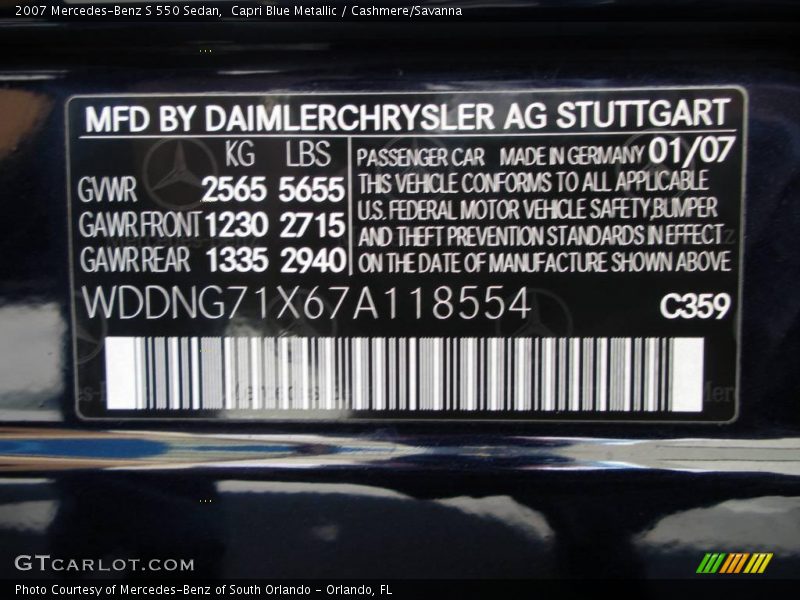 2007 Mercedes-Benz S 550 Sedan,  Capri Blue Metallic / Cashmere/Savanna
MFD BY DAIMLERCHRYSLER AG STUTTGART
KG LBS
GVWR 2565 5655
GAWR FRONT 1230 2715
GAWR REAR 1335 2940
PASSENGER CAR MADE IN GERMANY 01/07
THIS VEHICLE CONFORMS TO ALL APPLICABLE
U.S. FEDERAL MOTOR VEHICLE SAFETY, BUMPER
AND THEFT PREVENTION STANDARDS IN EFFECT
ON THE DATE OF MANUFACTURE SHOWN ABOVE
WDDNG71X67A118554 C359
GTCARLOT.COM
Photo Courtesy of Mercedes-Benz of South Orlando - Orlando, FL